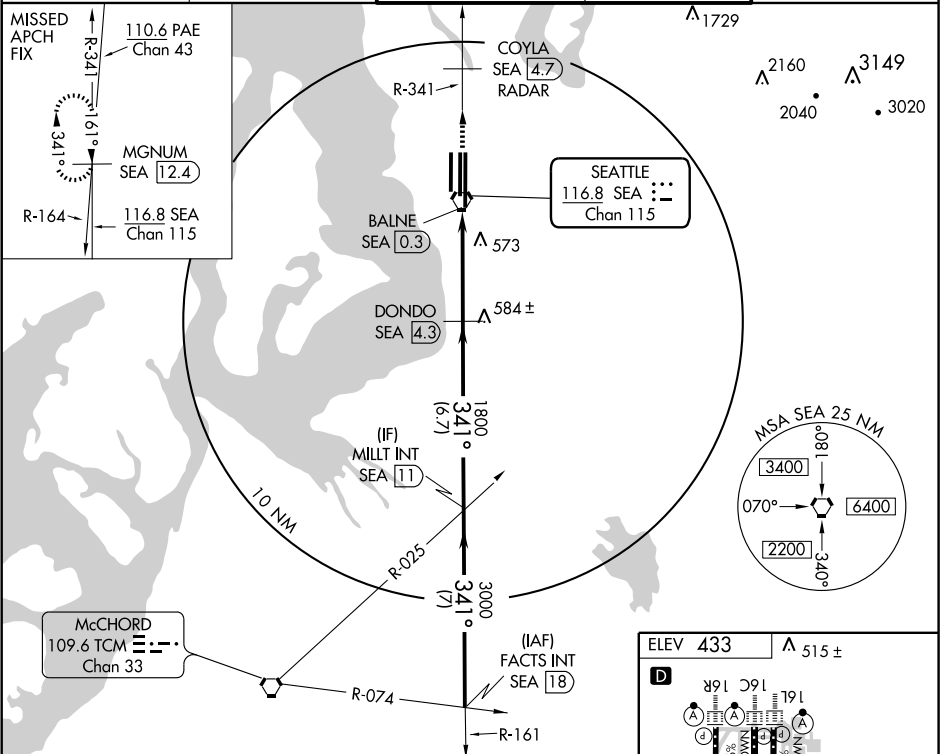 MISSED
APCH
FIX
R-341
110.6 PAE
Chan 43
161°
341°
MGNUM
SEA 12.4
R-164
116.8 SEA
Chan 115
1729
COYLA
SEA 4.7
RADAR
R-341
2160
3149
2040
3020
SEATTLE
116.8 SEA
Chan 115
BALNE
SEA 0.3
573
DONDO
SEA 4.3
584 ±
1800
341°
(6.7)
(IF)
MILLT INT
SEA 11
10 NM
R-025
3000
341°
(7)
MSA SEA 25 NM
180°
3400
070°
6400
2200
340°
McCHORD
109.6 TCM
Chan 33
R-074
(IAF)
FACTS INT
SEA 18
R-161
ELEV 433
515 ±
D
16R
16C
16L
A
A
A
P
P
P